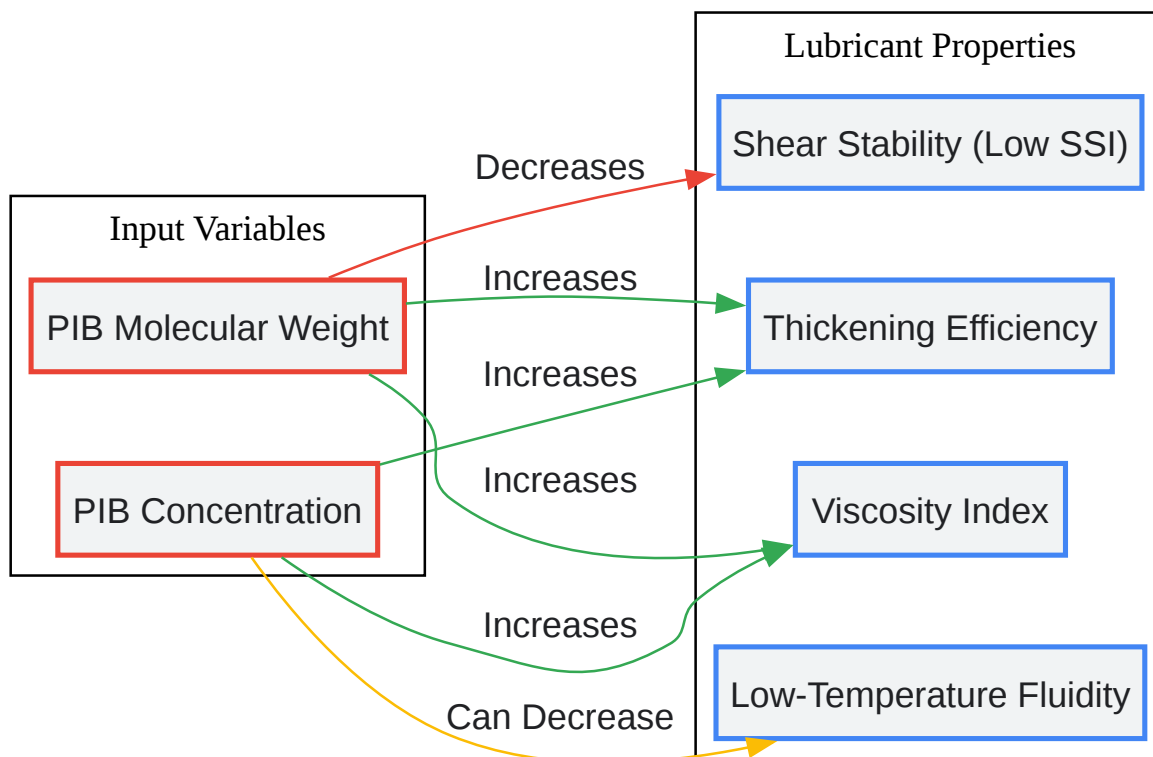 Lubricant Properties
Shear Stability (Low SSI)
Decreases
Input Variables
Increases
PIB Molecular Weight
Thickening Efficiency
Increases
Increases
PIB Concentration
Viscosity Index
Increases
Low-Temperature Fluidity
Can Decrease